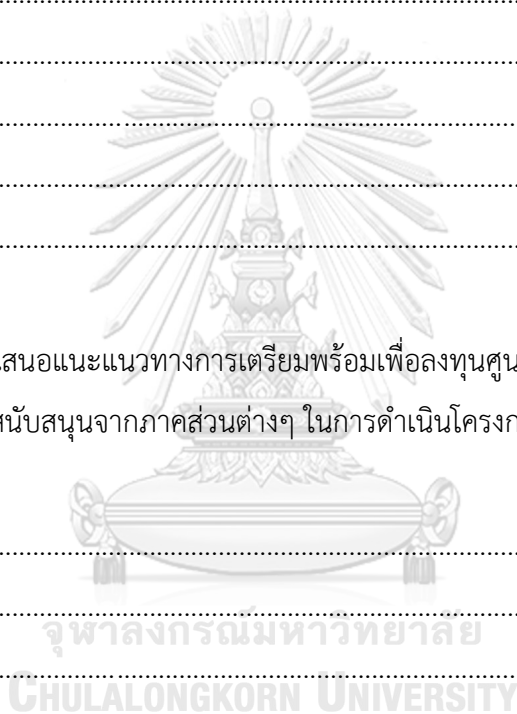 สนอแนะแนวทางการเตรียมพร้อมเพื่อลงทุนศูน
สนับสนุนจากภาคส่วนต่างๆ ในการดำเนินโครงก
จุฬาลงกรณ์มหาวิทยาลัย
CHULALONGKORN UNIVERSITY